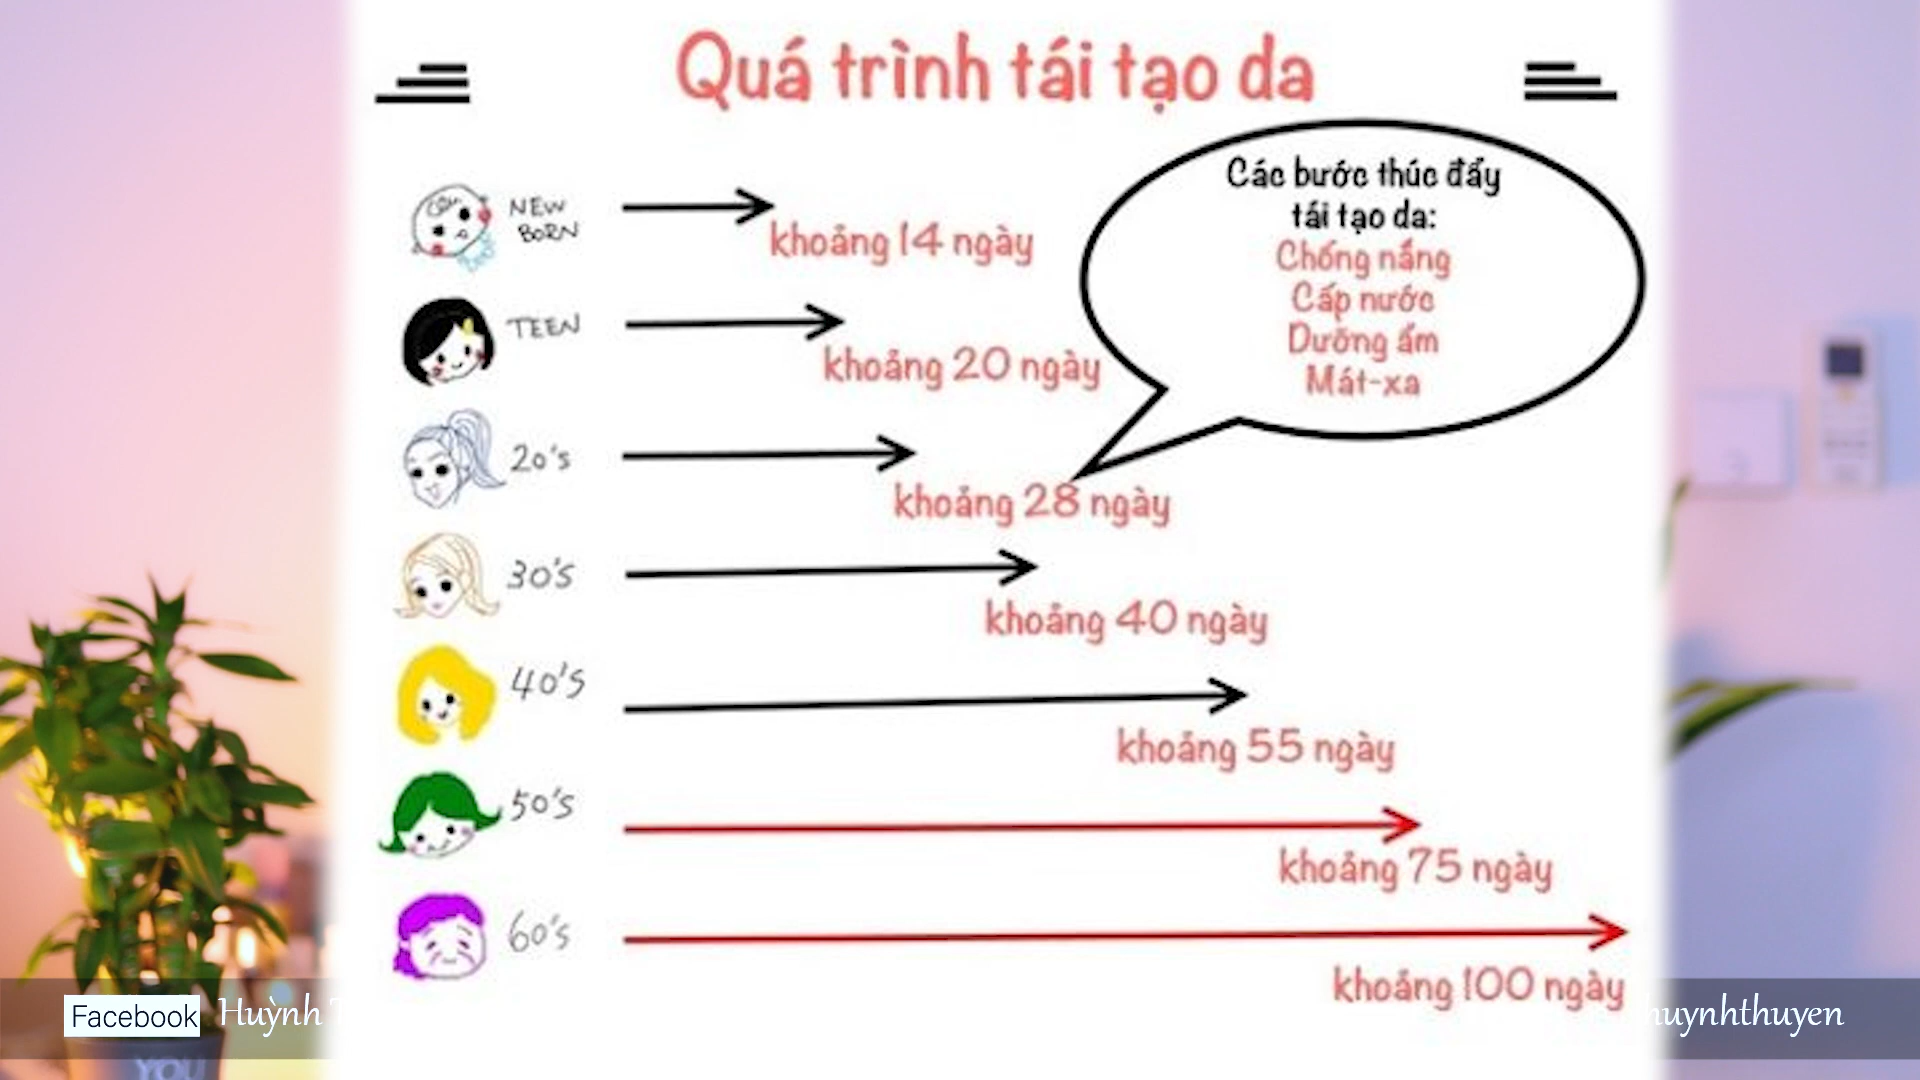 Quá trình tái tạo da
Các bước thúc đẩy
tái tạo da:
Chống nắng
Cấp nước
Dưỡng ẩm
Mát-xa
NEW
BORN
khoảng 14 ngày
TEEN
khoảng 20 ngày
20's
khoảng 28 ngày
30'S
khoảng 40 ngày
40'S
khoảng 55 ngày
50'S
khoảng 75 ngày
60's
khoảng 100 ngày
Facebook Huỳnh
huynhthuyen
YOU